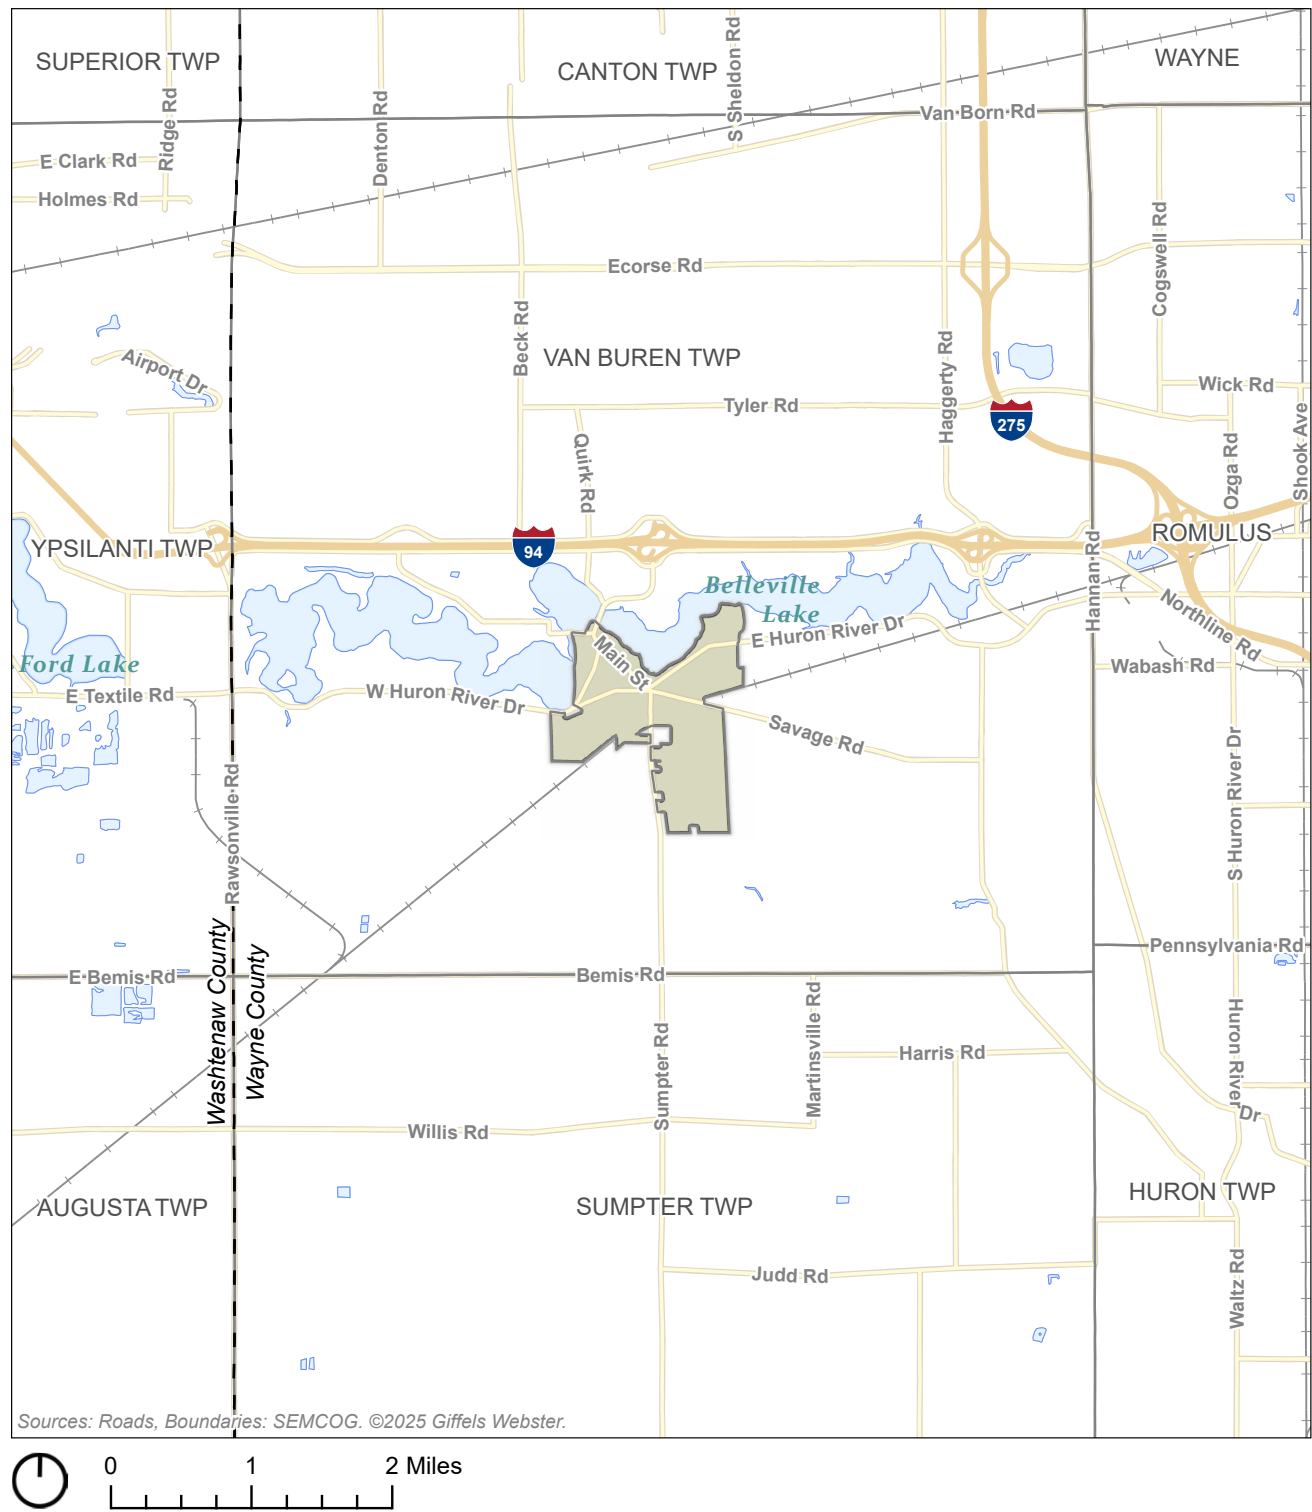 SUPERIOR TWP
CANTON TWP
WAYNE
S Sheldon Rd
Van Born Rd
Ridge Rd
Denton Rd
E Clark Rd
Holmes Rd
Cogswell Rd
Ecorse Rd
Beck Rd
VAN BUREN TWP
Haggerty Rd
Airport Dr
Wick Rd
Tyler Rd
275
Quirk Rd
Ozga Rd
Shook Ave
YPSILANTI TWP
94
ROMULUS
Hannan Rd
Belleville
Lake
Northline Rd
E Huron River Dr
Main St
Ford Lake
Wabash Rd
E Textile Rd
W Huron River Dr
Savage Rd
Rawsonville Rd
S Huron River Dr
Pennsylvania Rd
E Bemis Rd
Bemis Rd
Washtenaw County
Wayne County
Martinsville Rd
Sumpter Rd
Harris Rd
Huron River Dr
Willis Rd
AUGUSTA TWP
SUMPTER TWP
HURON TWP
Judd Rd
Waltz Rd
Sources: Roads, Boundaries: SEMCOG. ©2025 Giffels Webster.
0 1 2 Miles